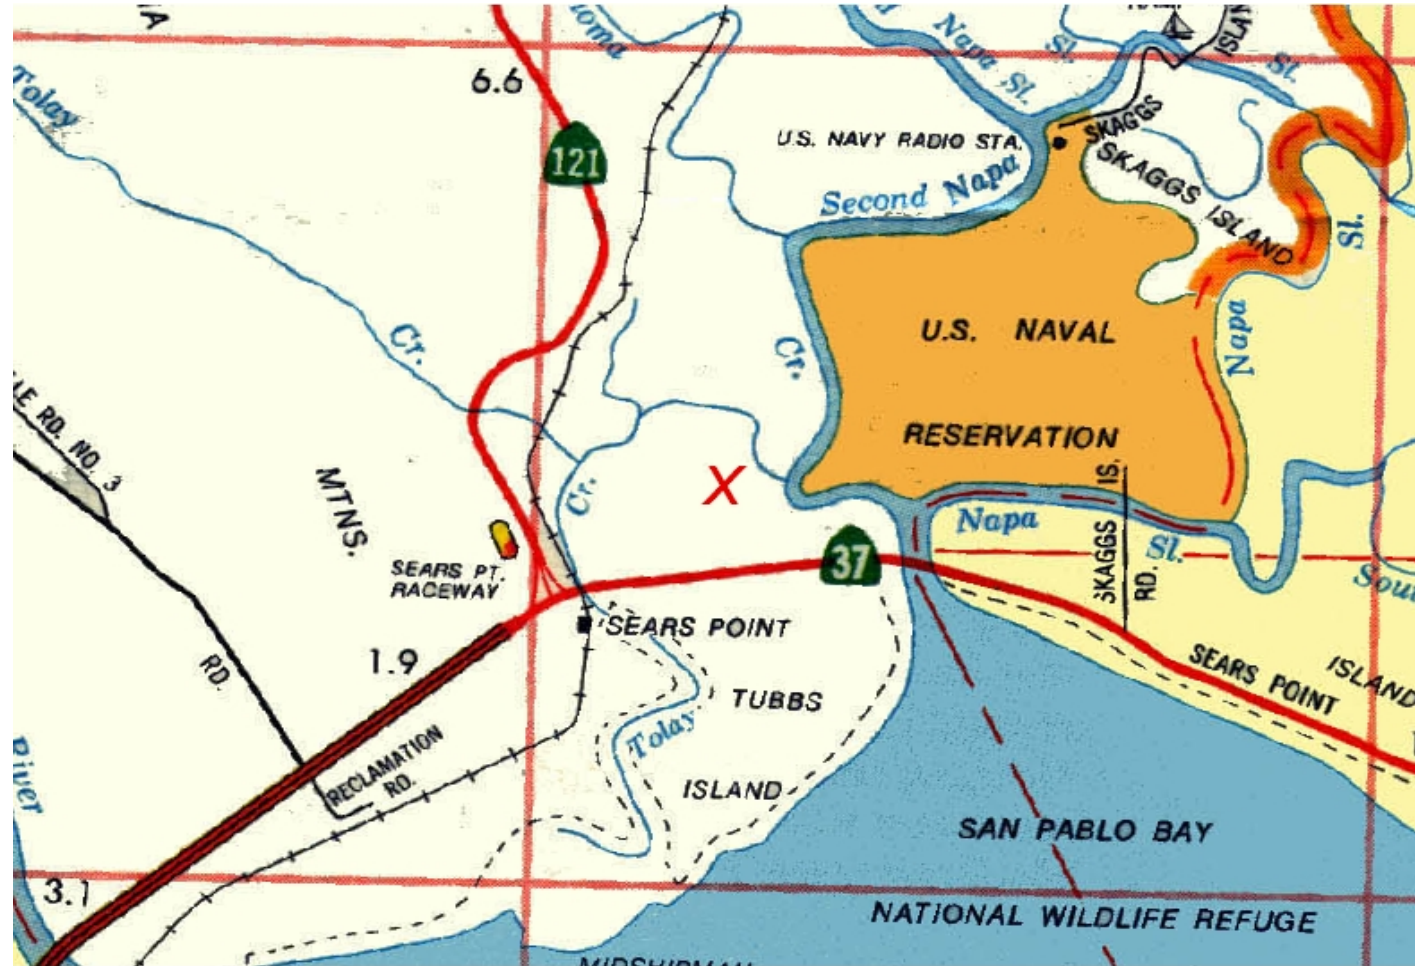 Tolay
6.6
121
U.S. NAVY RADIO STA.
Napa Sl.
Sl.
Sl.
SKAGGS
SKAGGS ISLAND
Second Napa
Sl.
Cr.
Cr.
U.S. NAVAL
RESERVATION
Napa
RD. NO. 3
MTNS.
X
Cr.
SEARS PT.
RACEWAY
37
Napa
Sl.
SKAGGS IS.
RD.
SEARS POINT
1.9
RD.
SEARS POINT
ISLAND
TUBBS
ISLAND
Tolay
RECLAMATION
RD.
River
SAN PABLO BAY
3.1
NATIONAL WILDLIFE REFUGE